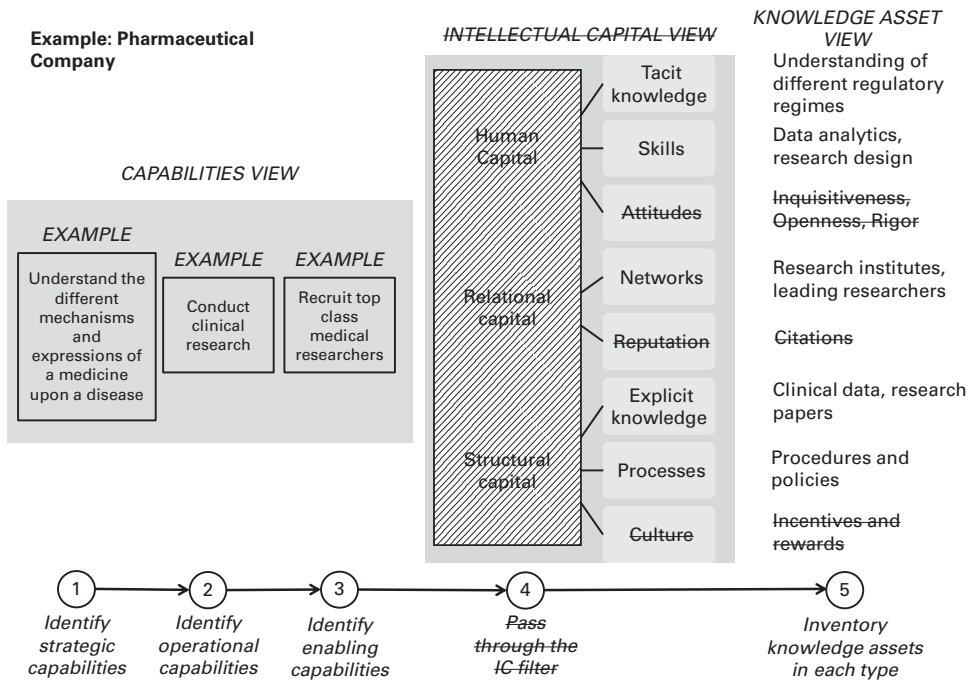 Example: Pharmaceutical
Company
INTELLECTUAL CAPITAL VIEW
KNOWLEDGE ASSET
VIEW
CAPABILITIES VIEW
EXAMPLE
Understand the
different
mechanisms
and
expressions of
a medicine
upon a disease
EXAMPLE
Conduct
clinical
research
EXAMPLE
Recruit top
class
medical
researchers
Human
Capital
Tacit
knowledge
Understanding of
different regulatory
regimes
Skills
Data analytics,
research design
Attitudes
Inquisitiveness,
Openness, Rigor
Relational
capital
Networks
Research institutes,
leading researchers
Reputation
Citations
Structural
capital
Explicit
knowledge
Clinical data, research
papers
Processes
Procedures and
policies
Culture
Incentives and
rewards
1
Identify
strategic
capabilities
2
Identify
operational
capabilities
3
Identify
enabling
capabilities
4
Pass
through the
IC filter
5
Inventory
knowledge assets
in each type